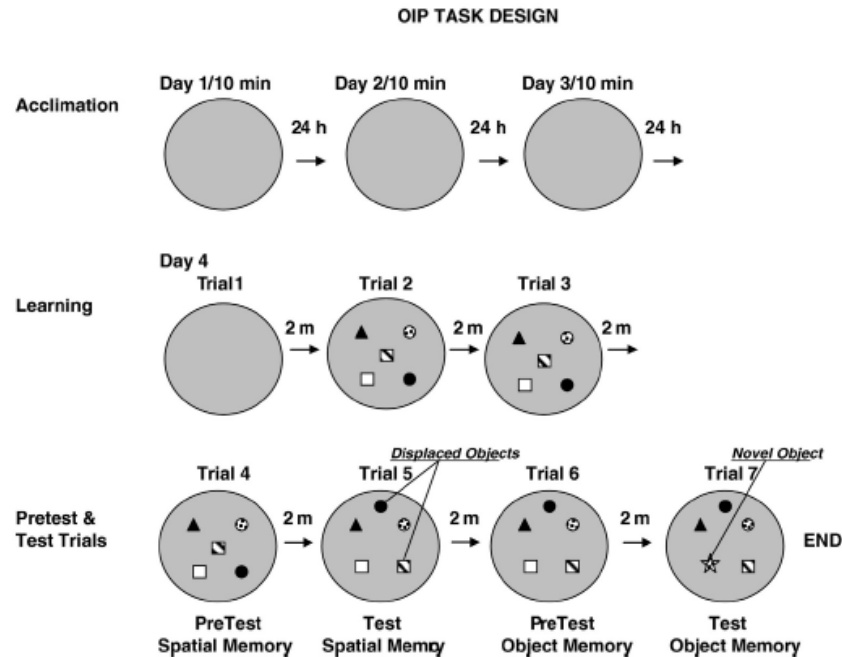 OIP TASK DESIGN
Acclimation
Day 1/10 min
Day 2/10 min
Day 3/10 min
24 h
24 h
24 h
Day 4
Learning
Trial1
Trial 2
Trial 3
2 m
2 m
2 m
Displaced Objects
Novel Object
Trial 4
Trial 5
Trial 6
Trial 7
Pretest &
Test Trials
2 m
2 m
2 m
END
PreTest
Spatial Memory
Test
Spatial Memory
PreTest
Object Memory
Test
Object Memory